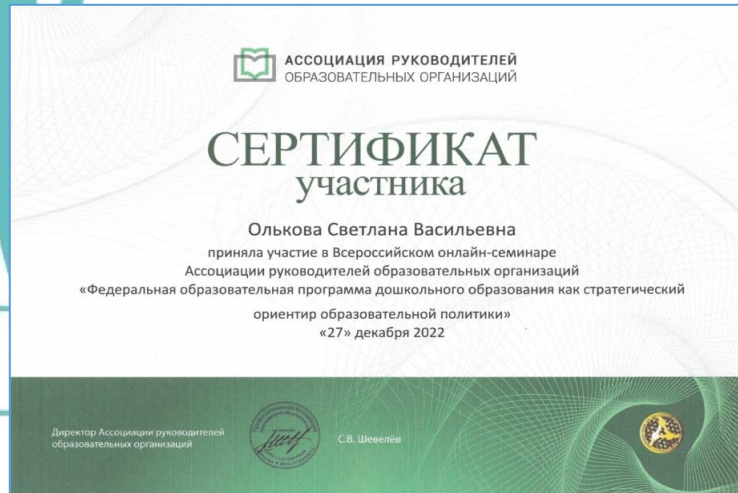 АССОЦИАЦИЯ РУКОВОДИТЕЛЕЙ
ОБРАЗОВАТЕЛЬНЫХ ОРГАНИЗАЦИЙ
СЕРТИФИКАТ
участника
Олькова Светлана Васильевна
приняла участие в Всероссийском онлайн-семинаре
Ассоциации руководителей образовательных организаций
«Федеральная образовательная программа дошкольного образования как стратегический
ориентир образовательной политики»
«27» декабря 2022
Директор Ассоциации руководителей
образовательных организаций
С.В. Шевелёв